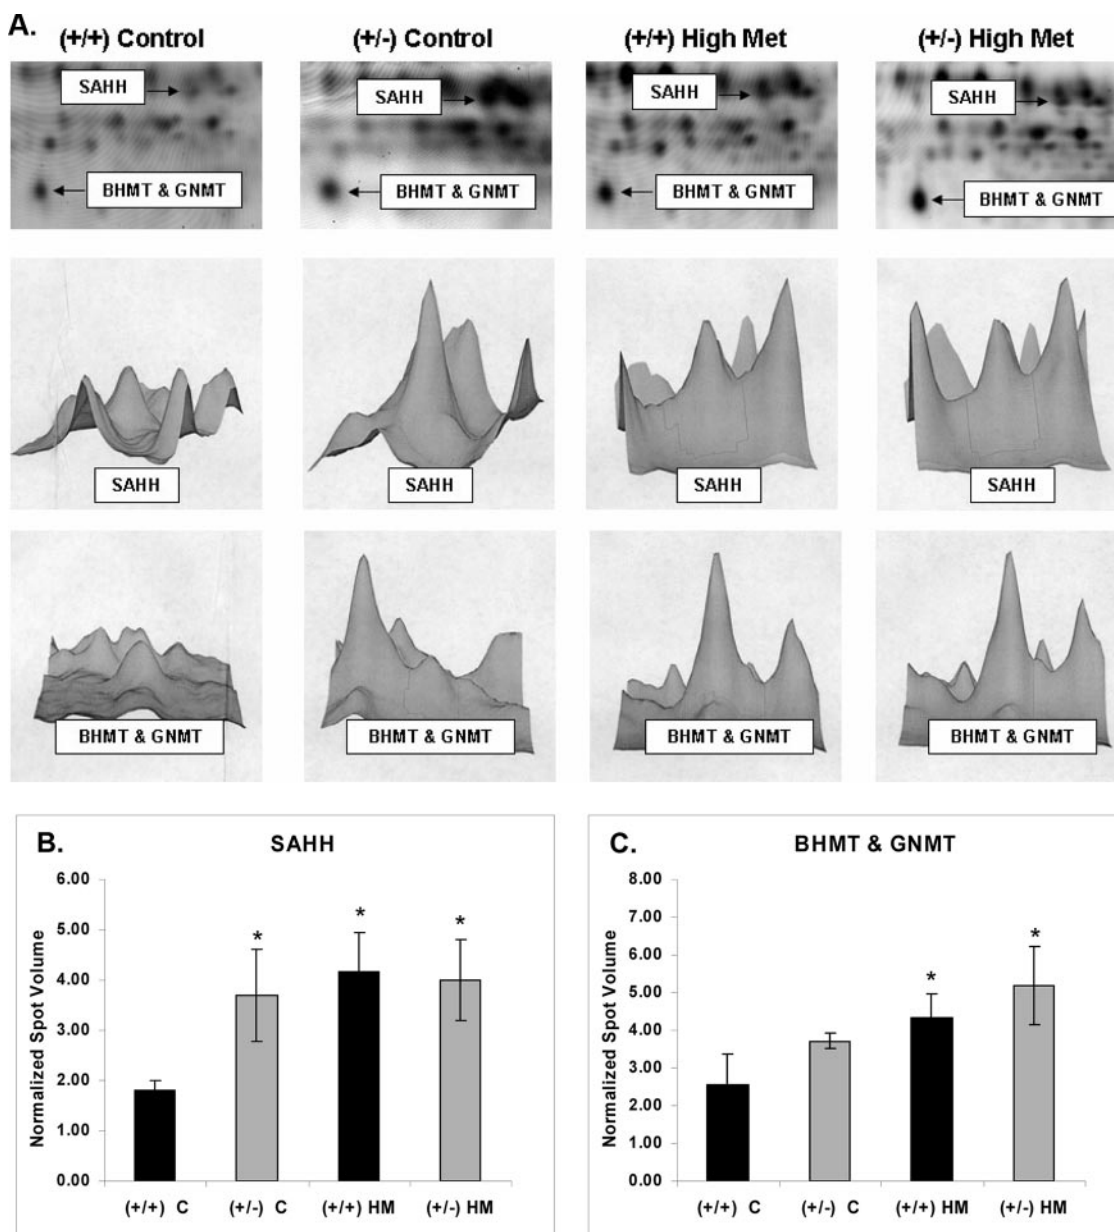 A.
(+/+) Control
(+/-) Control
(+/+) High Met
(+/-) High Met
SAHH
SAHH
SAHH
SAHH
BHMT & GNMT
BHMT & GNMT
BHMT & GNMT
BHMT & GNMT
SAHH
SAHH
SAHH
SAHH
BHMT & GNMT
BHMT & GNMT
BHMT & GNMT
BHMT & GNMT
B.
SAHH
Normalized Spot Volume
6.00
5.00
4.00
3.00
2.00
1.00
0.00
*
*
*
(+/+) C
(+/-) C
(+/+) HM
(+/-) HM
C.
BHMT & GNMT
Normalized Spot Volume
8.00
7.00
6.00
5.00
4.00
3.00
2.00
1.00
0.00
*
*
(+/+) C
(+/-) C
(+/+) HM
(+/-) HM